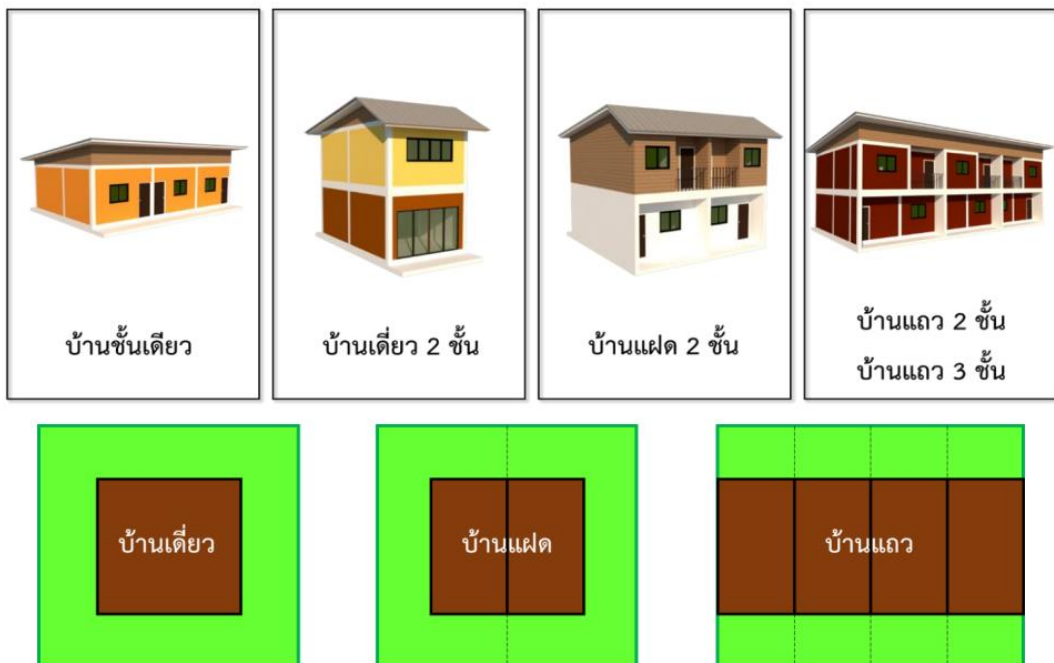 บ้านชั้นเดียว
บ้านเดี่ยว 2 ชั้น
บ้านแฝด 2 ชั้น
บ้านแถว 2 ชั้น
บ้านแถว 3 ชั้น
บ้านเดี่ยว
บ้านแฝด
บ้านแถว